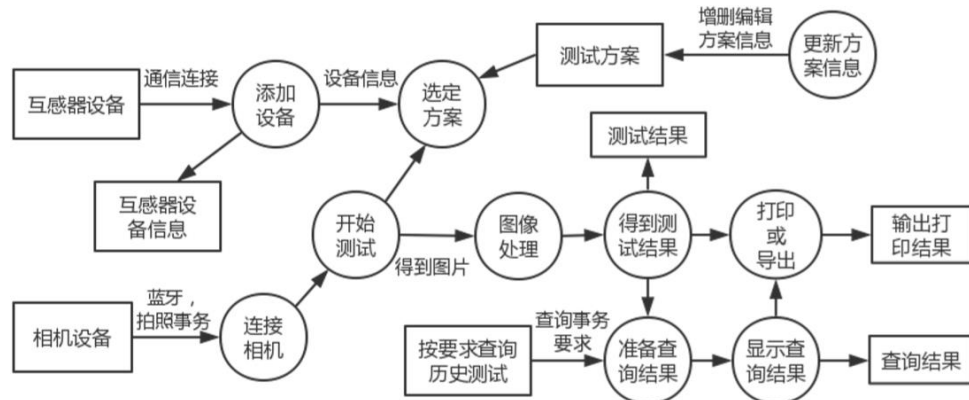 增删编辑
方案信息
更新方
案信息
测试方案
通信连接
设备信息
互感器设备
添加
设备
选定
方案
测试结果
互感器设
备信息
开始
测试
图像
处理
得到测
试结果
打印
或
导出
输出打
印结果
得到图片
蓝牙，
拍照事务
相机设备
连接
相机
查询事务
要求
按要求查询
历史测试
准备查
询结果
显示查
询结果
查询结果